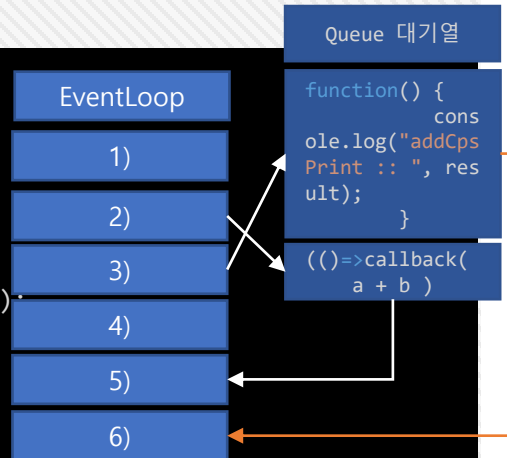 Queue 대기열
EventLoop
1)
2)
3)
4)
5)
6)
function() {
cons
ole.log("addCps
Print :: ", res
ult);
}
(()=>callback(
a + b )
);